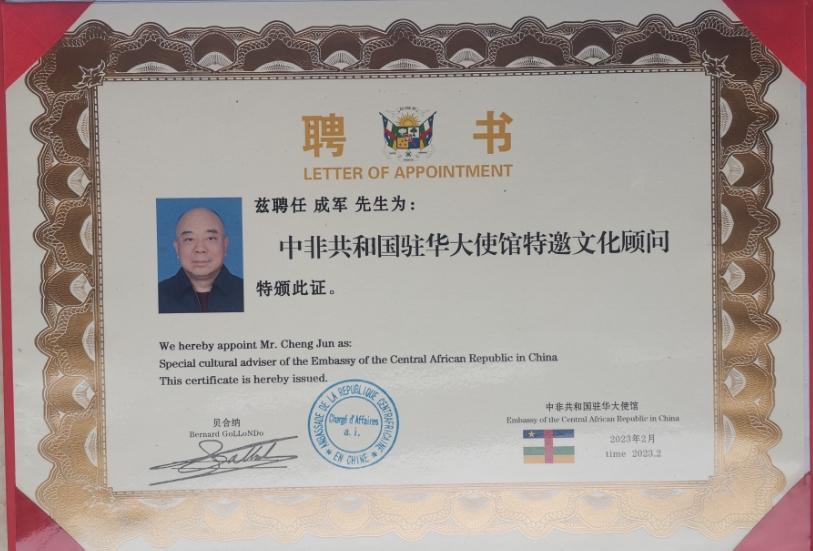 聘 书
LETTER OF APPOINTMENT
兹聘任 成军 先生为：
中非共和国驻华大使馆特邀文化顾问
特颁此证。
We hereby appoint Mr. Cheng Jun as:
Special cultural adviser of the Embassy of the Central African Republic in China
This certificate is hereby issued.
贝合纳
Bernard GoLLoNDo
AMBASSADE DE LA REPUBLIQUE CENTRAFRICAINE
Chargé d'Affaires
a. i.
EN CHINE
中非共和国驻华大使馆
Embassy of the Central African Republic in China
2023年2月
time 2023.2